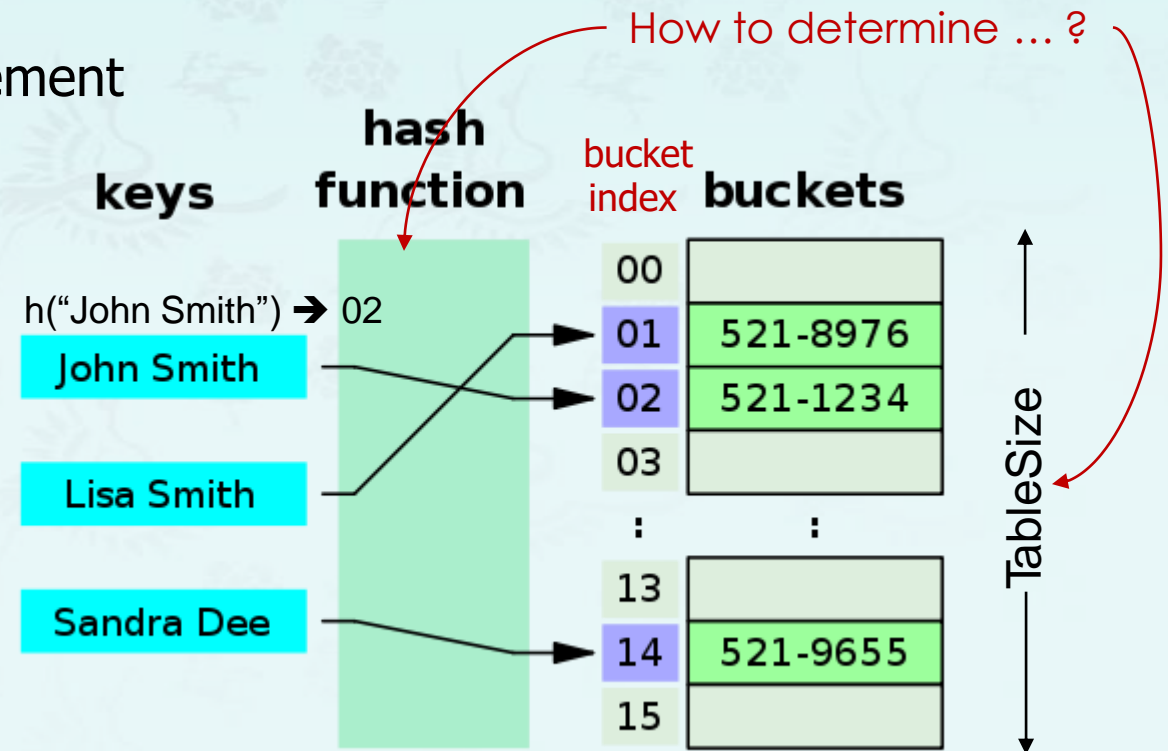 How to determine … ?
ement
hash
function
keys
bucket
index
buckets
h(“John Smith”) ➔ 02
John Smith
Lisa Smith
Sandra Dee
00
01 521-8976
02 521-1234
03
: :
13
14 521-9655
15
TableSize